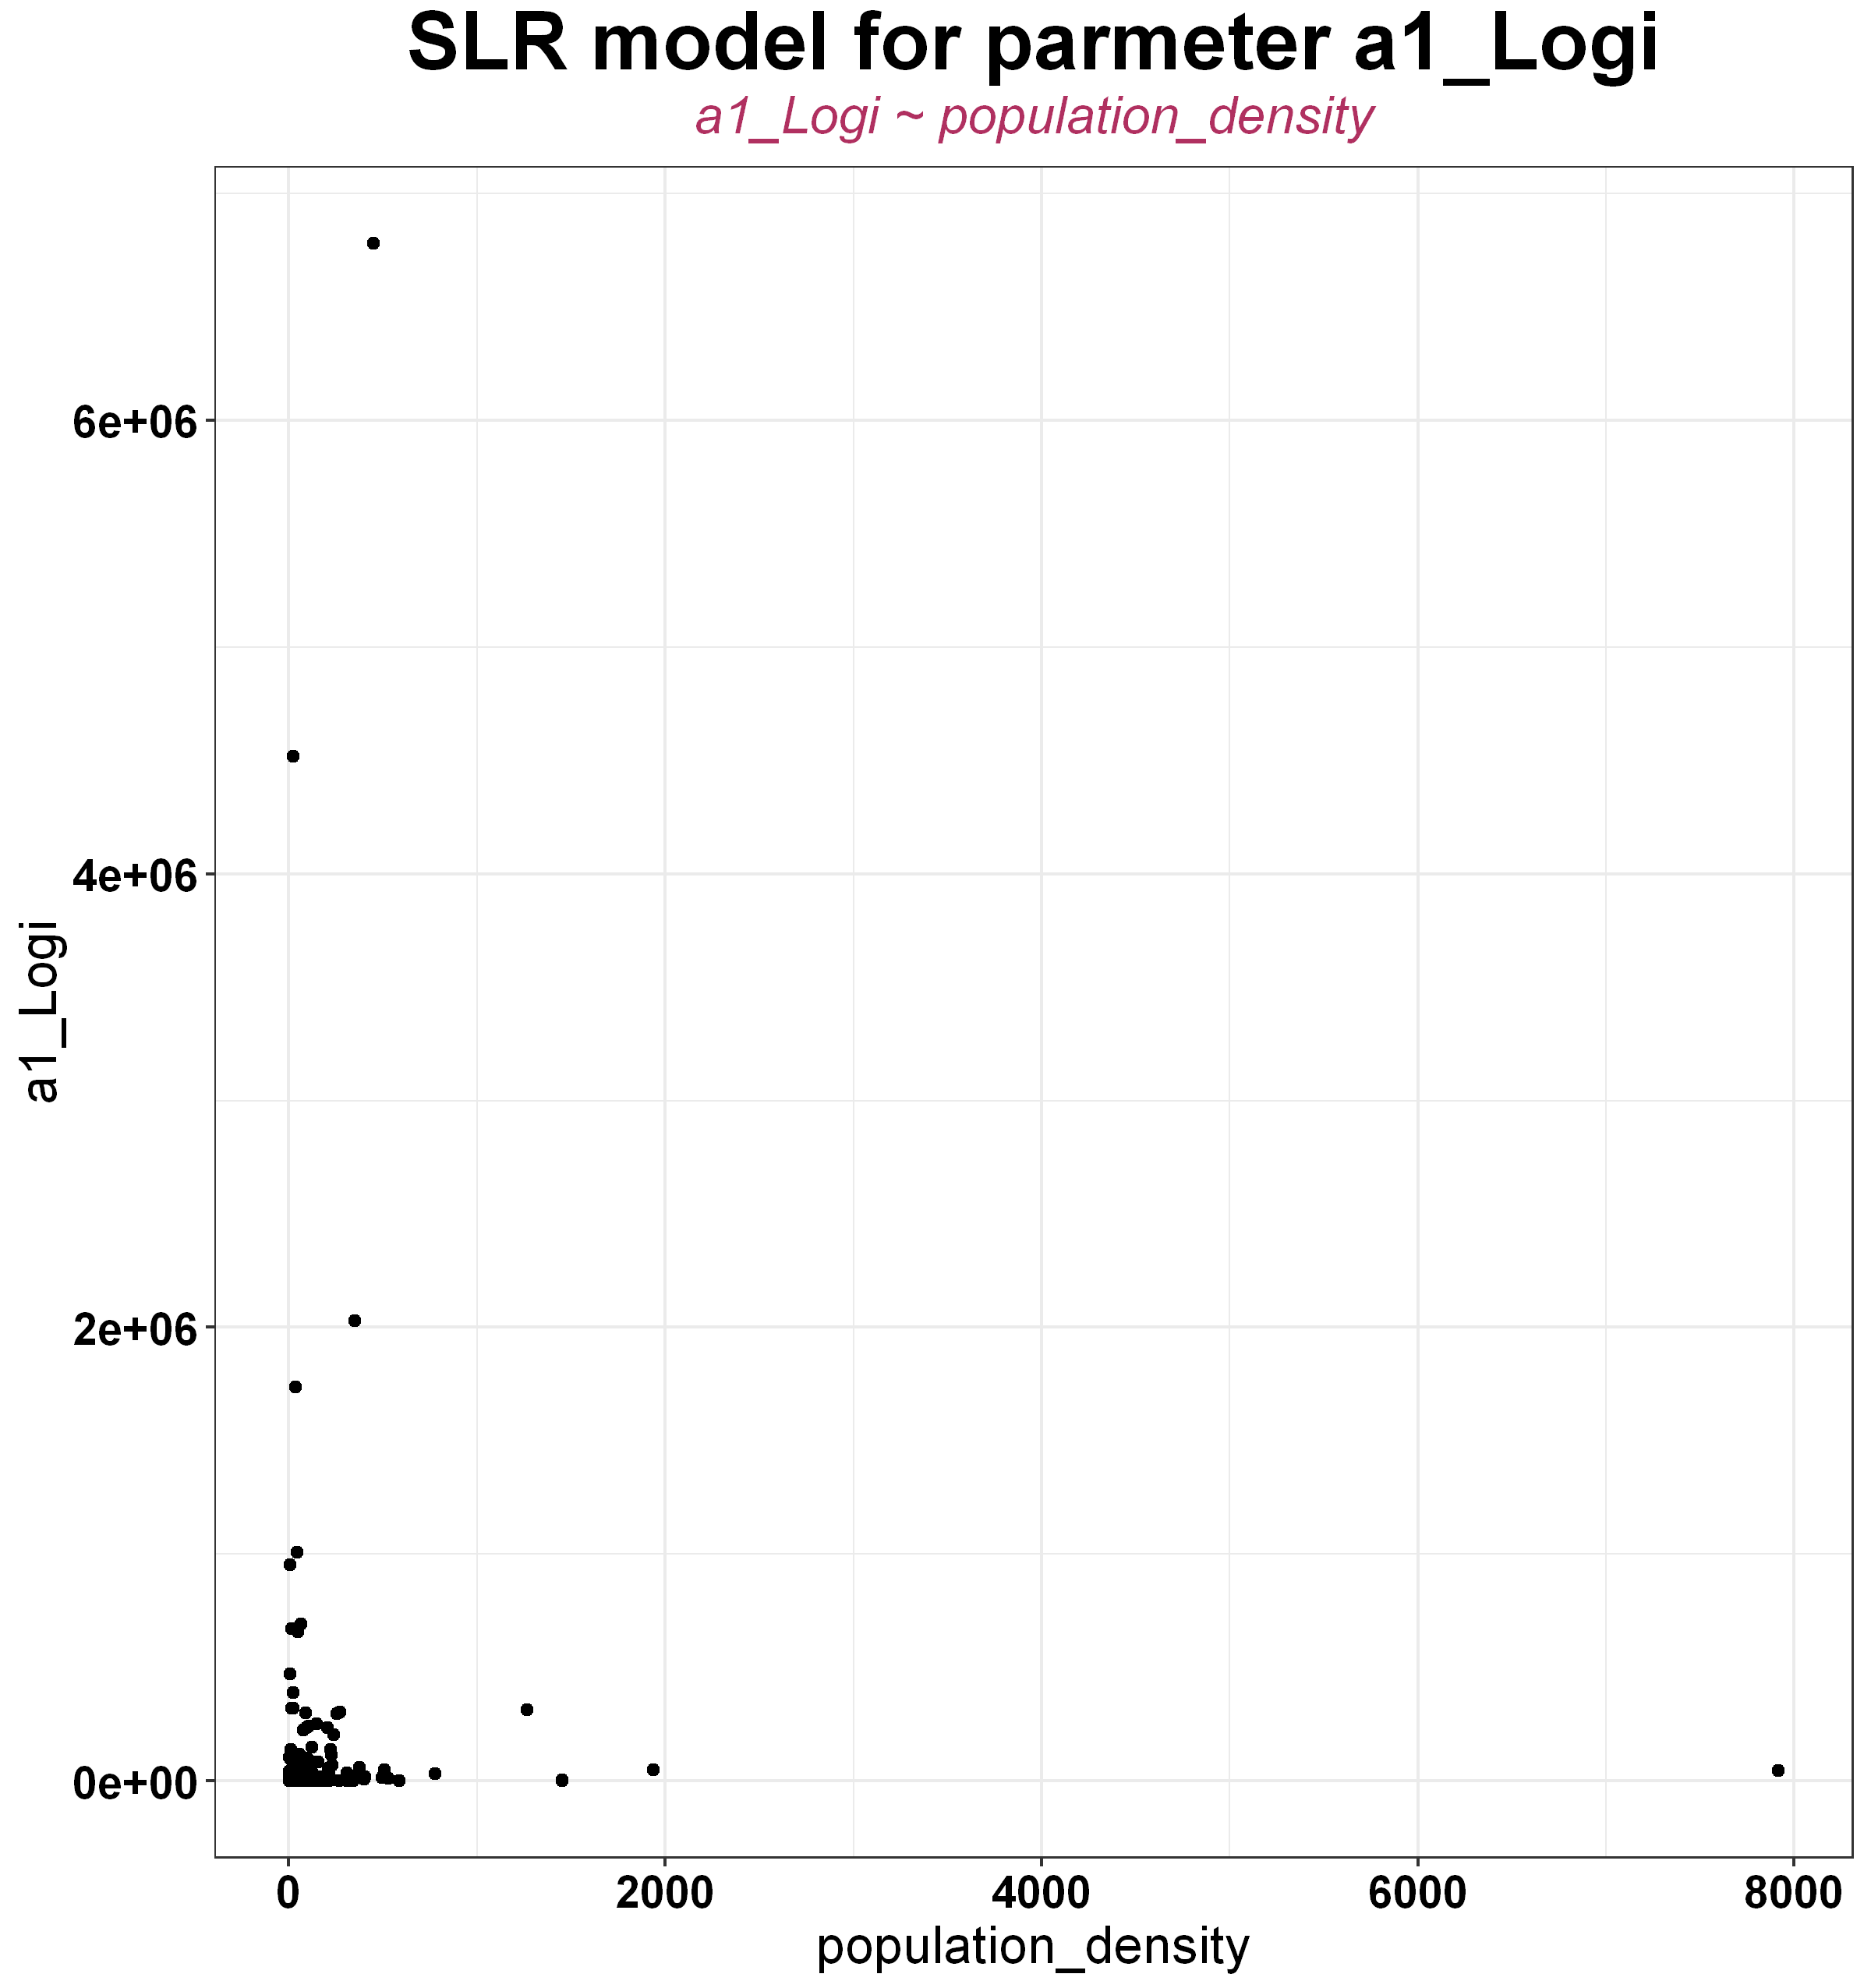 SLR model for parmeter a1_Logi
a1_Logi ~ population_density
6e+06
4e+06
a1_Logi
2e+06
0e+00
0 2000 4000 6000 8000
population_density